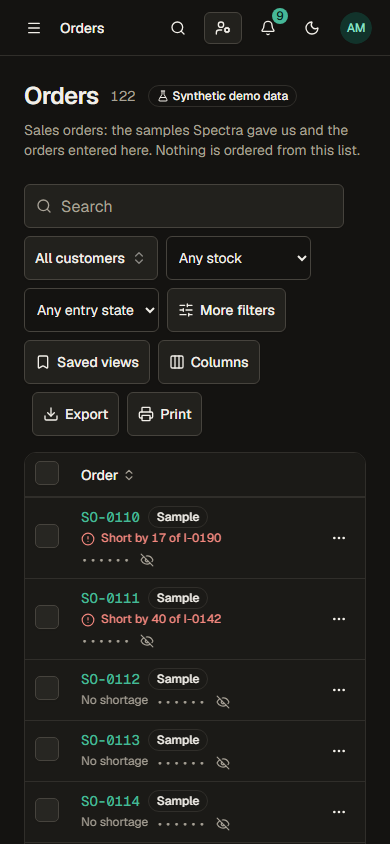 Orders
9
AM
Orders 122 Synthetic demo data
Sales orders: the samples Spectra gave us and the
orders entered here. Nothing is ordered from this list.
Search
All customers Any stock
Any entry state More filters
Saved views Columns
Export Print
Order
SO-0110 Sample
Short by 17 of I-0190
••••••
SO-0111 Sample
Short by 40 of I-0142
••••••
SO-0112 Sample
No shortage ••••••
SO-0113 Sample
No shortage ••••••
SO-0114 Sample
No shortage ••••••